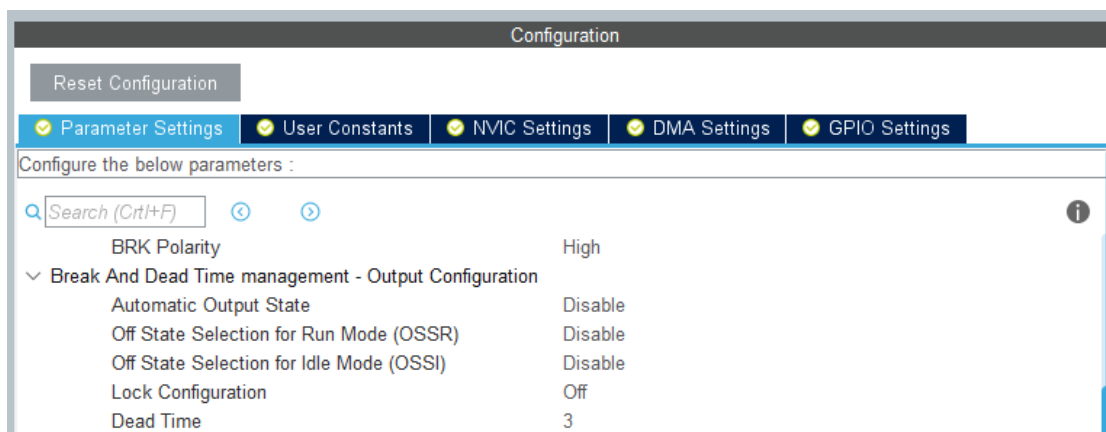 Configuration
Reset Configuration
Parameter Settings User Constants NVIC Settings DMA Settings GPIO Settings
Configure the below parameters :
Search (Crtl+F)
BRK Polarity High
Break And Dead Time management - Output Configuration
Automatic Output State Disable
Off State Selection for Run Mode (OSSR) Disable
Off State Selection for Idle Mode (OSSI) Disable
Lock Configuration Off
Dead Time 3